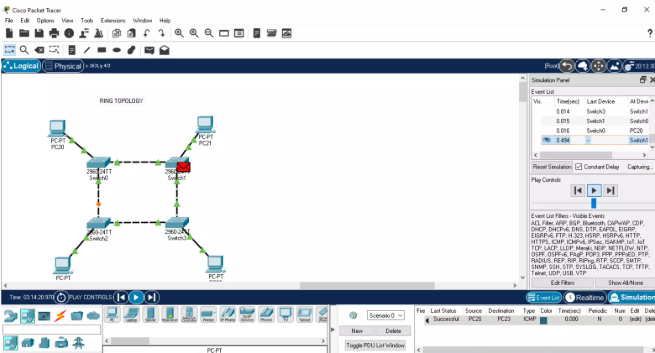 Cisco Packet Tracer
File Edit Options View Tools Extensions Window Help
Logical Physical x: 363, y: 431
[Root] 20:13:30
RING TOPOLOGY
PC-PT
PC20
PC-PT
PC21
2960-24TT
Switch0
2960-24TT
Switch1
2960-24TT
Switch2
2960-24TT
Switch3
PC-PT
PC-PT
Simulation Panel
Event List
Vis. Time(sec) Last Device At Device
0.014 Switch3 Switch1
0.015 Switch1 Switch0
0.016 Switch0 PC20
0.494 -- Switch1
Reset Simulation Constant Delay Capturing...
Play Controls
Event List Filters - Visible Events
ACL Filter, ARP, BGP, Bluetooth, CAPWAP, CDP,
DHCP, DHCPv6, DNS, DTP, EAPOL, EIGRP,
EIGRPv6, FTP, H.323, HSRP, HSRPv6, HTTP,
HTTPS, ICMP, ICMPv6, IPSec, ISAKMP, IoT, IoT
TCP, LACP, LLDP, Meraki, NDP, NETFLOW, NTP,
OSPF, OSPFv6, PAgP, POP3, PPP, PPPoED, PTP,
RADIUS, REP, RIP, RIPng, RTP, SCCP, SMTP,
SNMP, SSH, STP, SYSLOG, TACACS, TCP, TFTP,
Telnet, UDP, USB, VTP
Edit Filters Show All/None
Time: 03:14:20.970 PLAY CONTROLS:
Event List Realtime Simulation
Scenario 0
New Delete
Toggle PDU List Window
Fire Last Status Source Destination Type Color Time(sec) Periodic Num Edit Dele
Successful PC20 PC23 ICMP 0.000 N 0 (edit) (dele
PC-PT